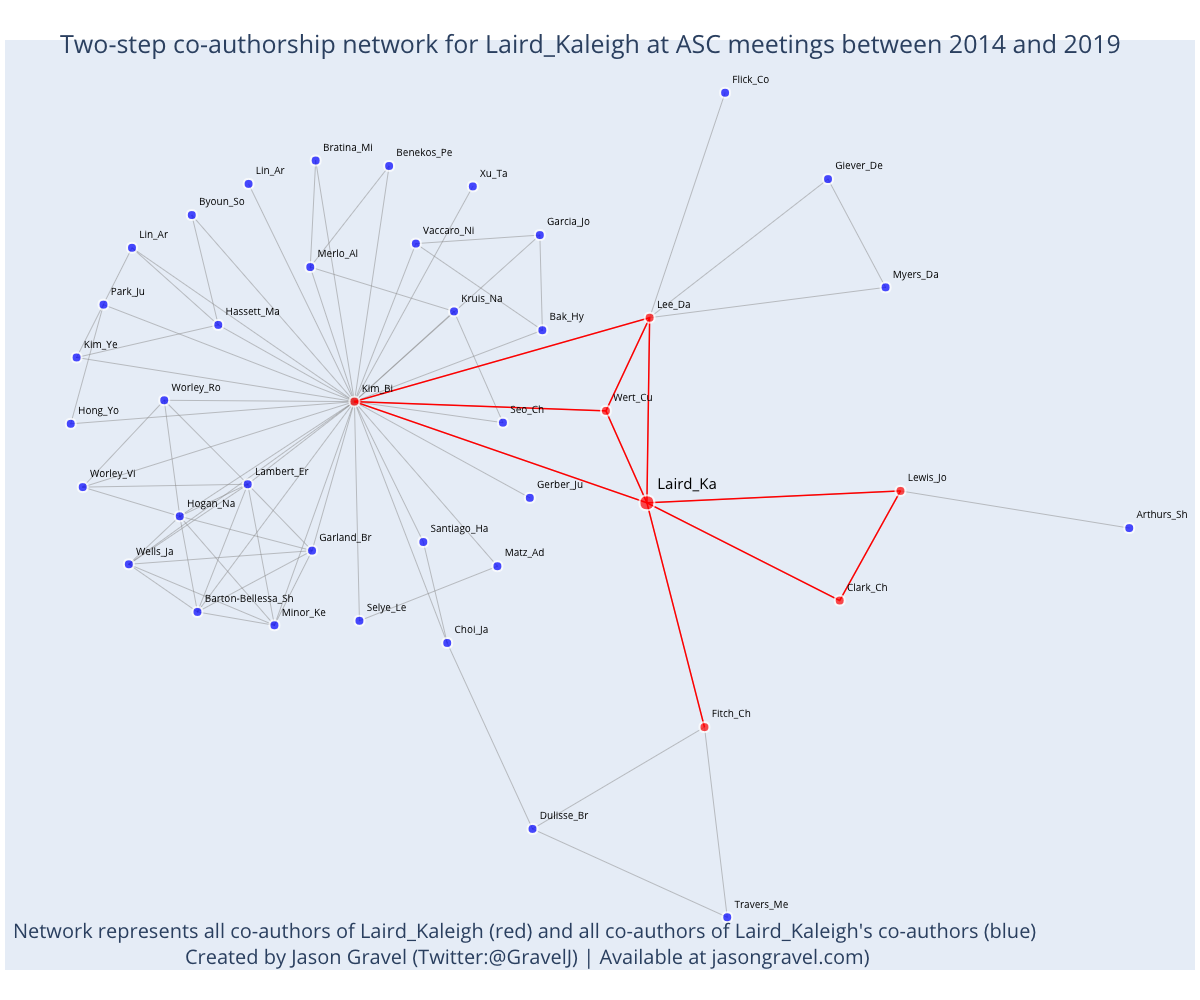 Two-step co-authorship network for Laird_Kaleigh at ASC meetings between 2014 and 2019
Flick_Co
Bratina_Mi
Benekos_Pe
Giever_De
Lin_Ar
Xu_Ta
Byoun_So
Garcia_Jo
Vaccaro_Ni
Lin_Ar
Merlo_Al
Myers_Da
Park_Ju
Kruis_Na
Lee_Da
Hassett_Ma
Bak_Hy
Kim_Ye
Kim_Bi
Worley_Ro
Wert_Cu
Hong_Yo
Seo_Ch
Worley_Vi
Lambert_Er
Gerber_Ju
Laird_Ka
Lewis_Jo
Hogan_Na
Arthurs_Sh
Santiago_Ha
Garland_Br
Wells_Ja
Matz_Ad
Clark_Ch
Barton-Bellessa_Sh
Minor_Ke
Selye_Le
Choi_Ja
Fitch_Ch
Dulisse_Br
Travers_Me
Network represents all co-authors of Laird_Kaleigh (red) and all co-authors of Laird_Kaleigh's co-authors (blue)
Created by Jason Gravel (Twitter:@GravelJ) | Available at jasongravel.com)